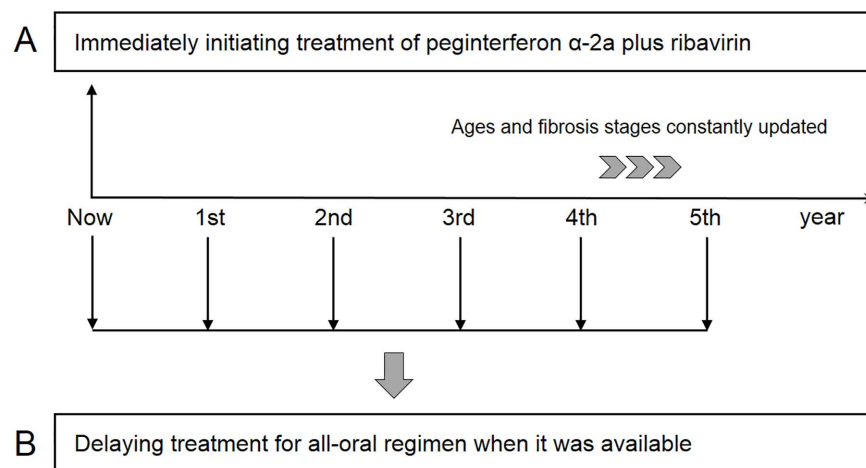 A Immediately initiating treatment of peginterferon α-2a plus ribavirin
Ages and fibrosis stages constantly updated
Now 1st 2nd 3rd 4th 5th year
B Delaying treatment for all-oral regimen when it was available